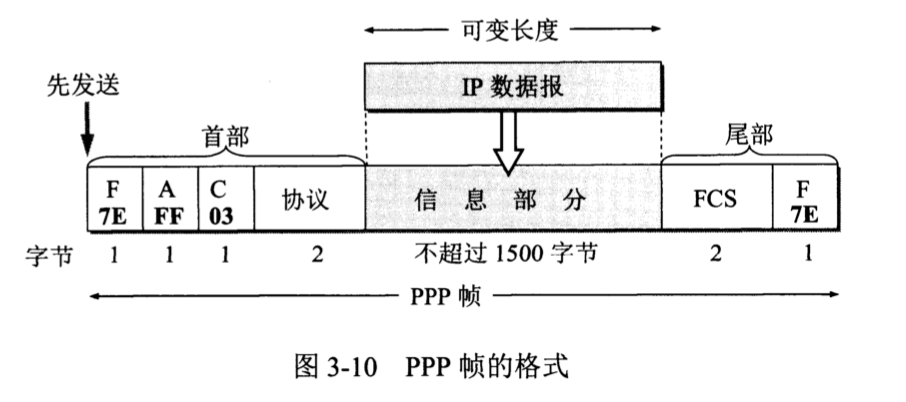 可变长度
先发送
IP 数据报
首部
尾部
F A C 协议 信息部分 FCS F
7E FF 03 7E
字节 1 1 1 2 不超过 1500 字节 2 1
PPP 帧
图 3-10 PPP 帧的格式